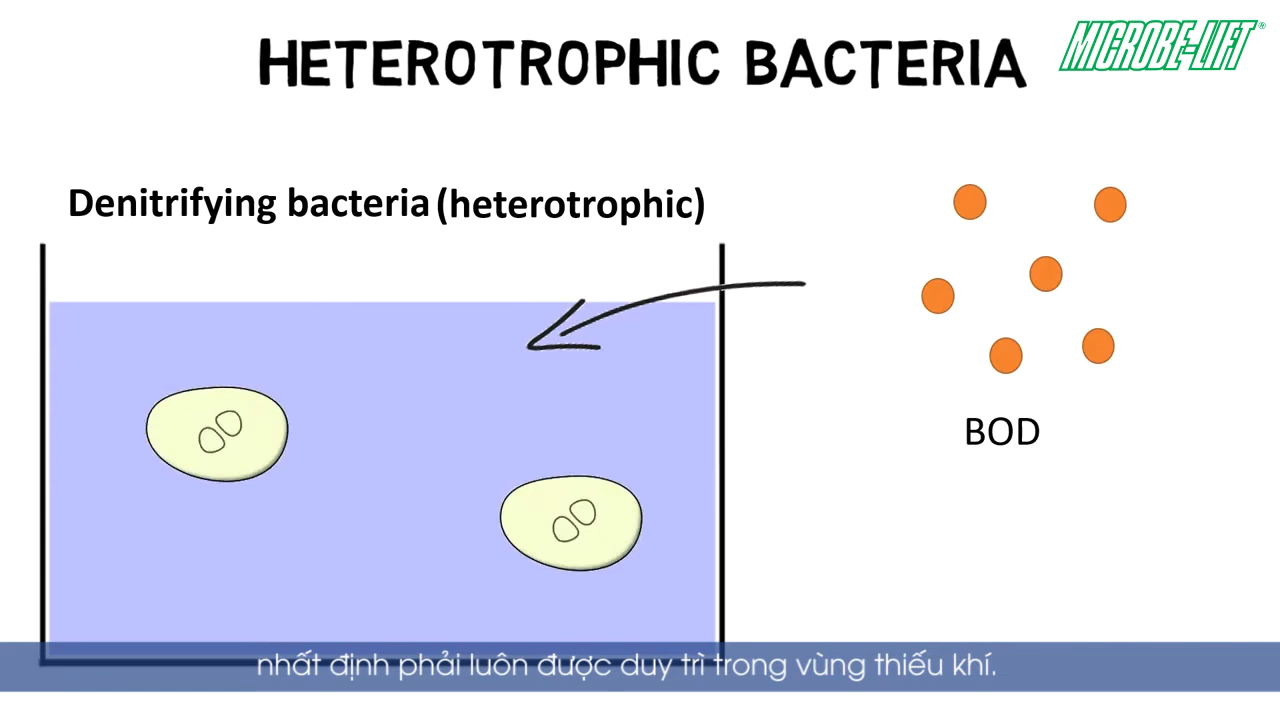 HETEROTROPHIC BACTERIA
MICROBE-LIFT®
Denitrifying bacteria (heterotrophic)
BOD
nhất định phải luôn được duy trì trong vùng thiếu khí.